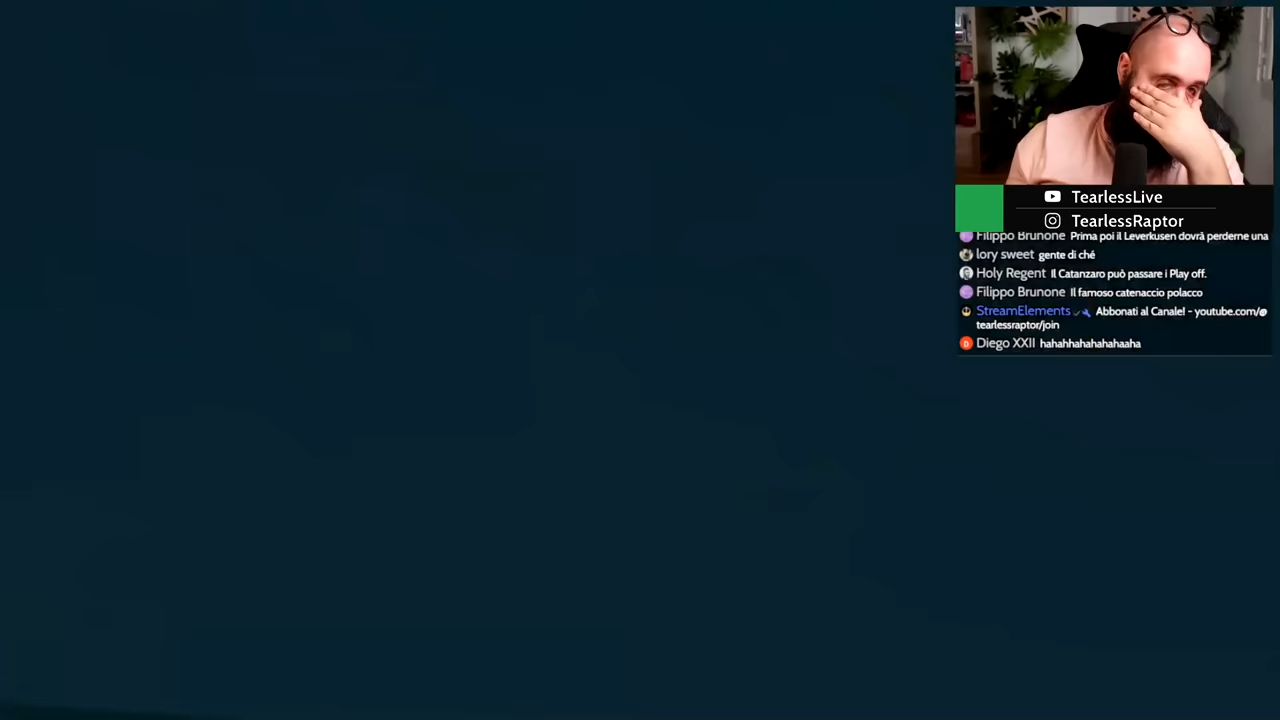 TearlessLive
TearlessRaptor
Filippo Brunone Prima poi il Leverkusen dovrà perderne una
lory sweet gente di ché
Holy Regent Il Catanzaro può passare i Play off.
Filippo Brunone Il famoso catenaccio polacco
StreamElements Abbonati al Canale! - youtube.com/@
tearlessraptor/join
D Diego XXII hahahhahahahahaaha